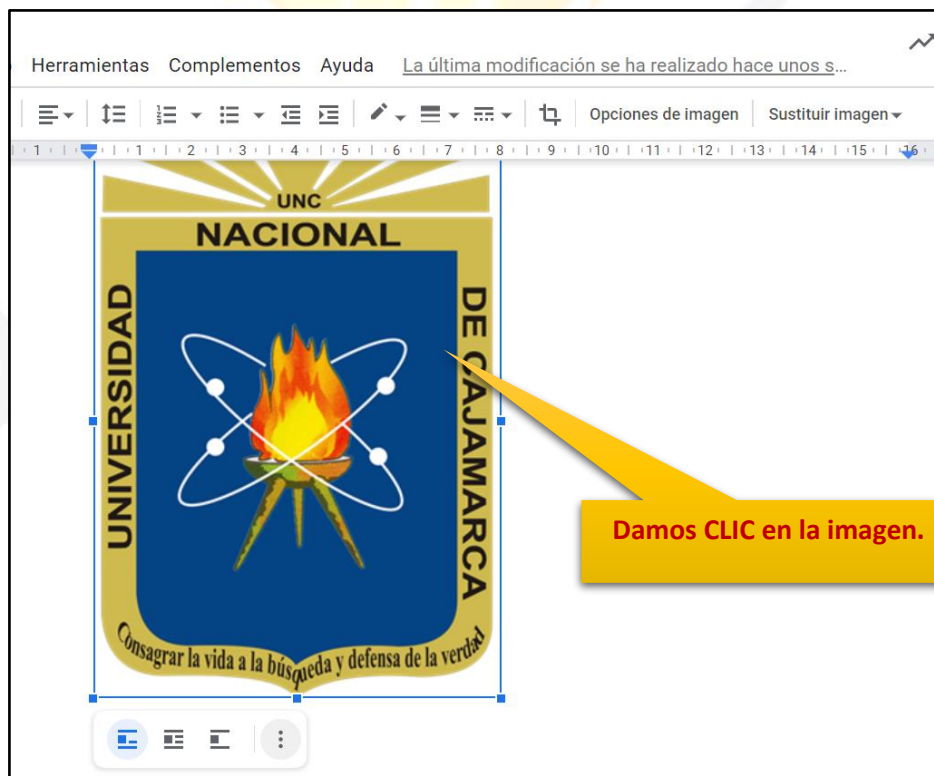 Herramientas Complementos Ayuda La última modificación se ha realizado hace unos s...
Opciones de imagen Sustituir imagen
1 1 2 3 4 5 6 7 8 9 10 11 12 13 14 15 16
UNC
NACIONAL
UNIVERSIDAD
DE CAJAMARCA
Consagrar la vida a la búsqueda y defensa de la verdad
Damos CLIC en la imagen.